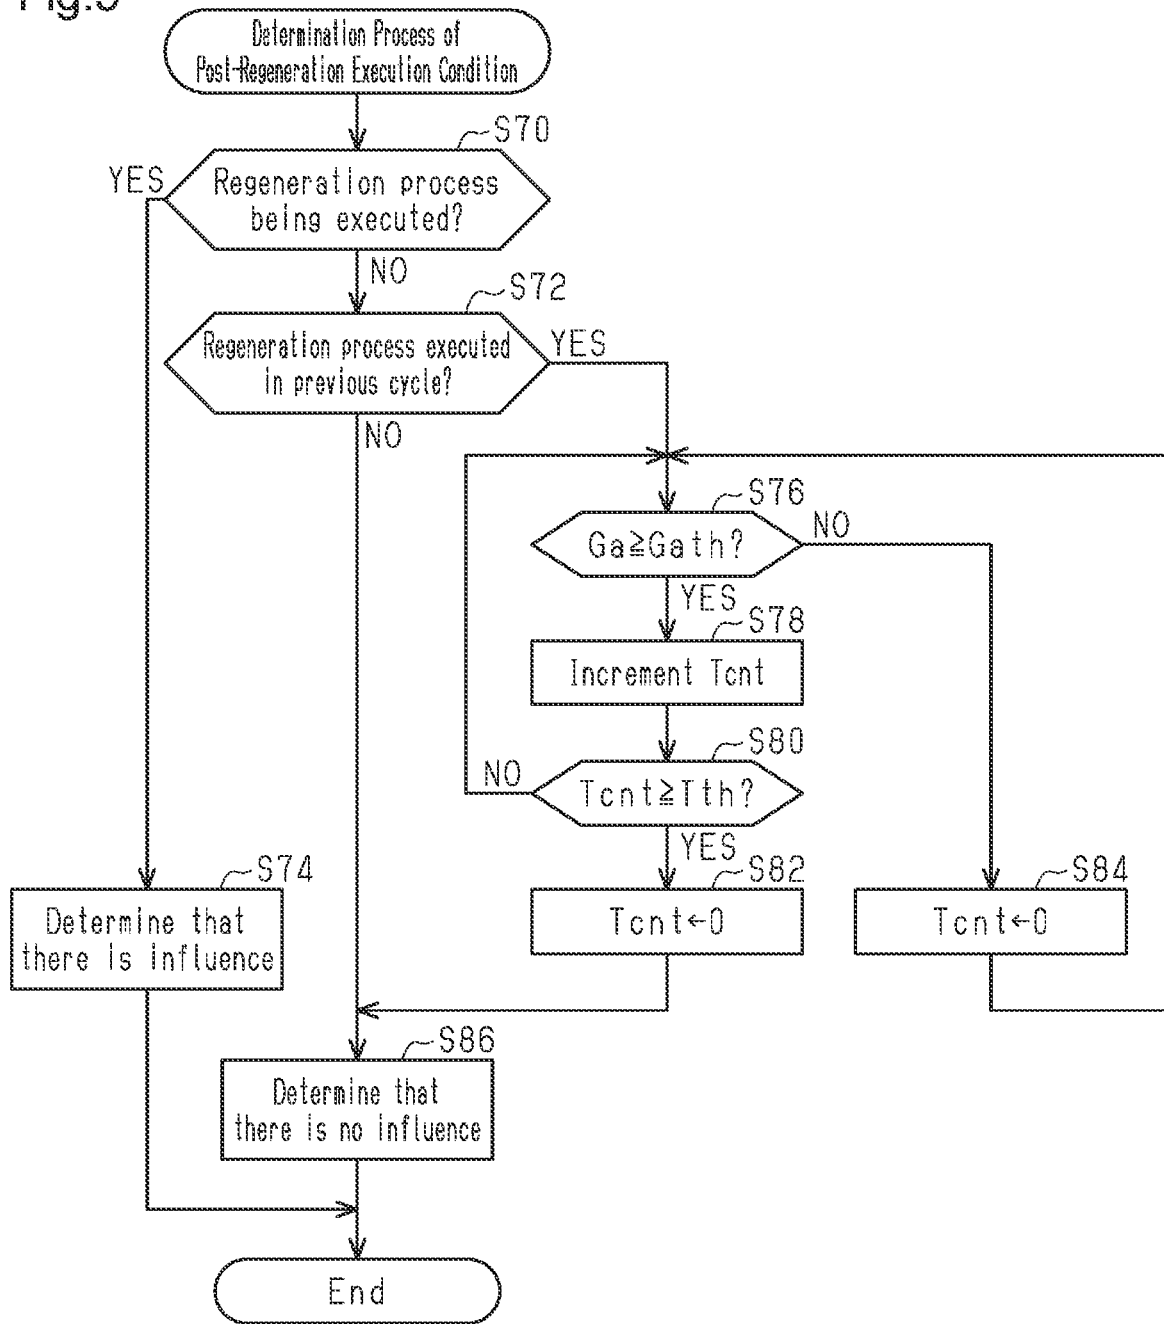 Determination Process of
Post-Regeneration Execution Condition
S70
YES
Regeneration process
being executed?
NO
S72
Regeneration process executed
in previous cycle?
YES
NO
S76
Ga≧Gath?
NO
YES
S78
Increment Tcnt
S80
NO
Tcnt≧Tth?
YES
S74
Determine that
there is influence
S82
Tcnt←0
S84
Tcnt←0
S86
Determine that
there is no influence
End